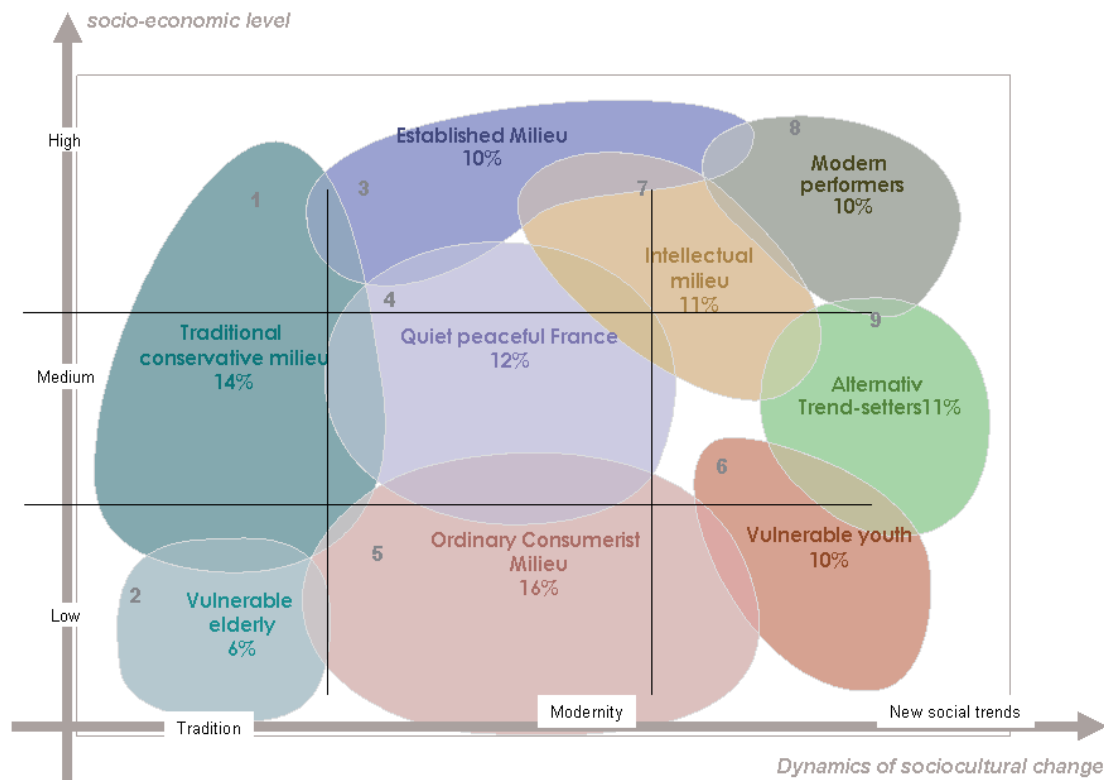 socio-economic level
High
Established Milieu
10%
8
Modern
performers
10%
1
3
7
Intellectual
milieu
11%
4
9
Traditional
conservative milieu
14%
Quiet peaceful France
12%
Medium
Alternativ
Trend-setters11%
6
Vulnerable youth
10%
5
Ordinary Consumerist
Milieu
16%
2
Vulnerable
elderly
6%
Low
Tradition
Modernity
New social trends
Dynamics of sociocultural change